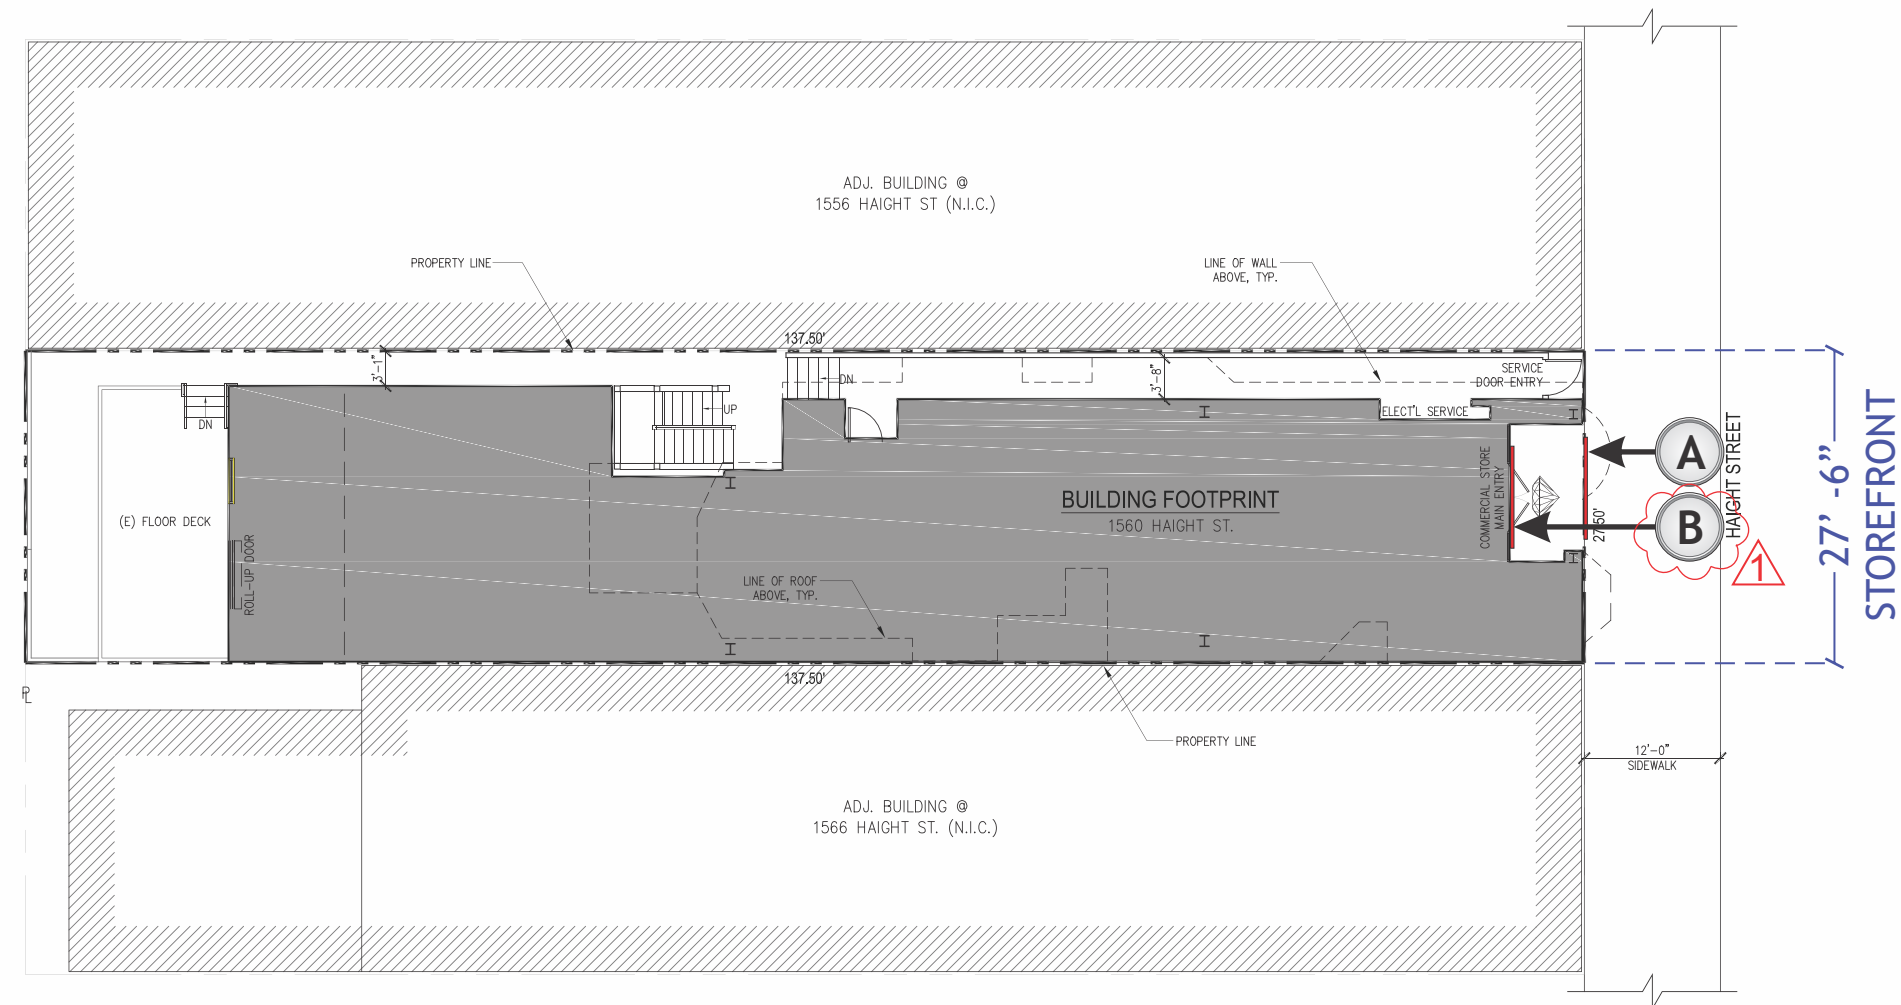 ADJ. BUILDING @
1556 HAIGHT ST (N.I.C.)
PROPERTY LINE
LINE OF WALL
ABOVE, TYP.
137.50'
3'-1"
3'-8"
DN
SERVICE
DOOR ENTRY
UP
DN
ELECT'L SERVICE
A
HAIGHT STREET
27' -6"
STOREFRONT
COMMERCIAL STORE
MAIN ENTRY
BUILDING FOOTPRINT
1560 HAIGHT ST.
(E) FLOOR DECK
27.50'
B
1
ROLL-UP DOOR
LINE OF ROOF
ABOVE, TYP.
137.50'
PL
PROPERTY LINE
12'-0"
SIDEWALK
ADJ. BUILDING @
1566 HAIGHT ST. (N.I.C.)